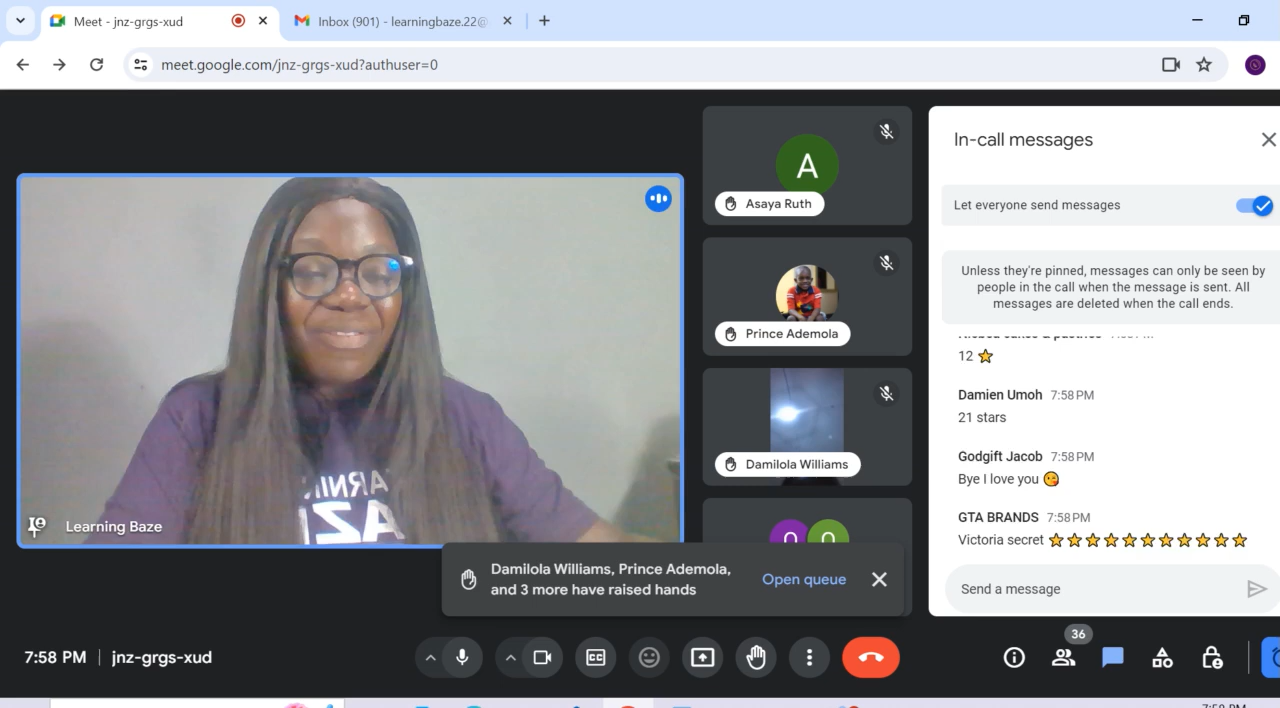 Meet - jnz-grgs-xud
Inbox (901) - learningbaze.22@
meet.google.com/jnz-grgs-xud?authuser=0
A
Asaya Ruth
Prince Ademola
Damilola Williams
Learning Baze
Damilola Williams, Prince Ademola,
and 3 more have raised hands
Open queue
In-call messages
Let everyone send messages
Unless they're pinned, messages can only be seen by
people in the call when the message is sent. All
messages are deleted when the call ends.
12 ⭐
Damien Umoh 7:58 PM
21 stars
Godgift Jacob 7:58 PM
Bye I love you 😘
GTA BRANDS 7:58 PM
Victoria secret ⭐⭐⭐⭐⭐⭐⭐⭐⭐⭐⭐
Send a message
7:58 PM | jnz-grgs-xud
CC
36